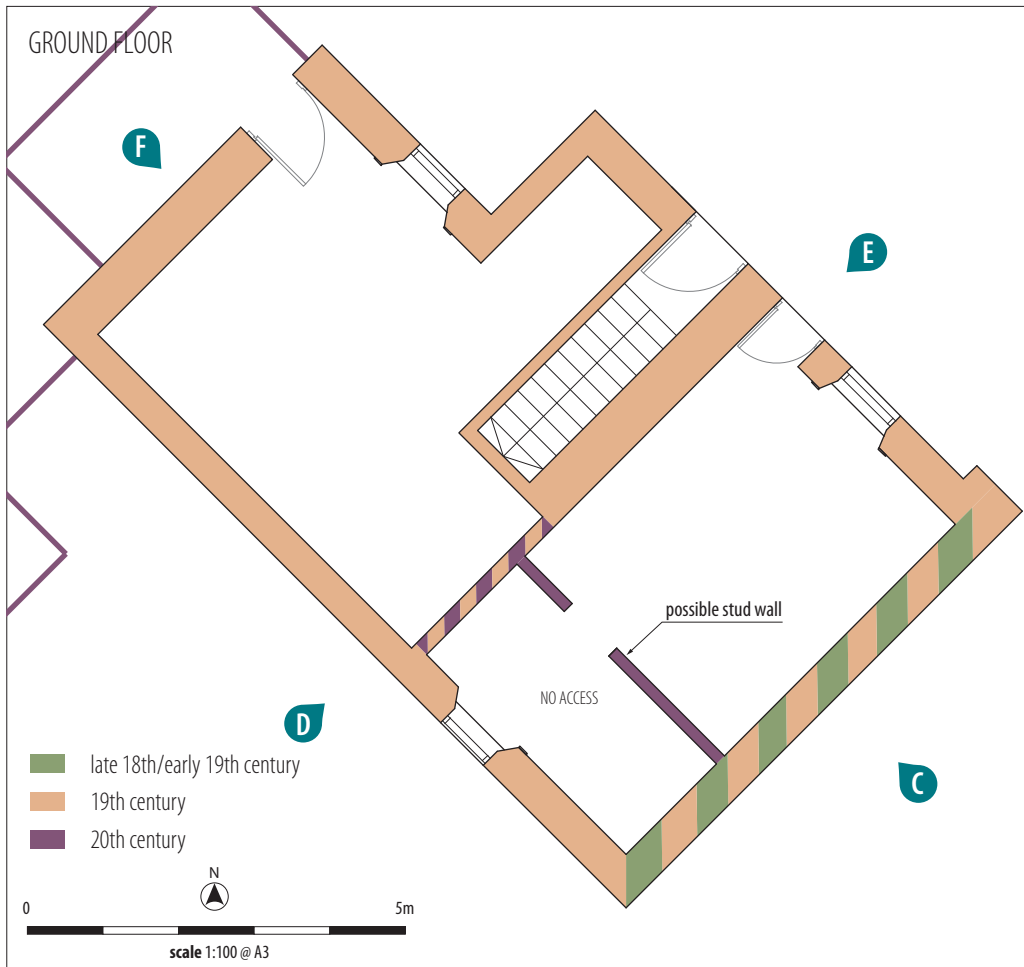 GROUND FLOOR
F
E
possible stud wall
NO ACCESS
D
C
late 18th/early 19th century
19th century
20th century
N
0 5m
scale 1:100 @ A3